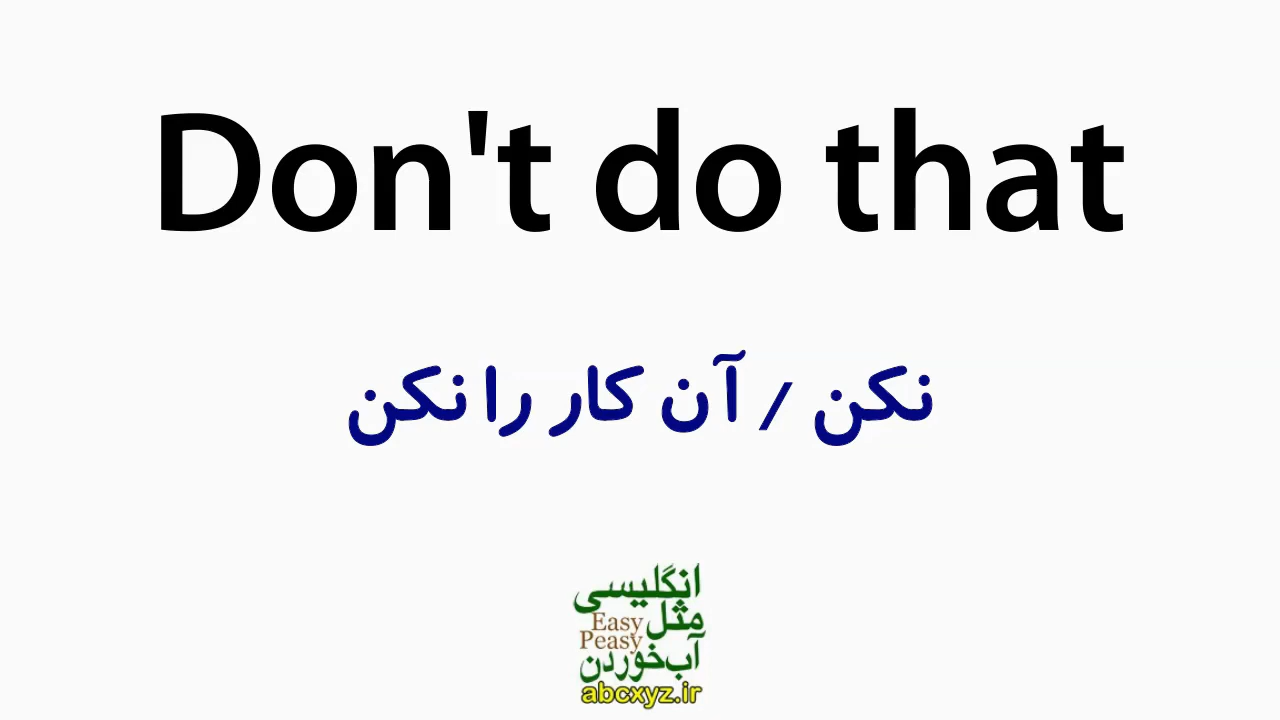 Don't do that
نکن / آن کار را نکن
انگلیسی
مثل
Easy
Peasy
آب خوردن
abcxyz.ir